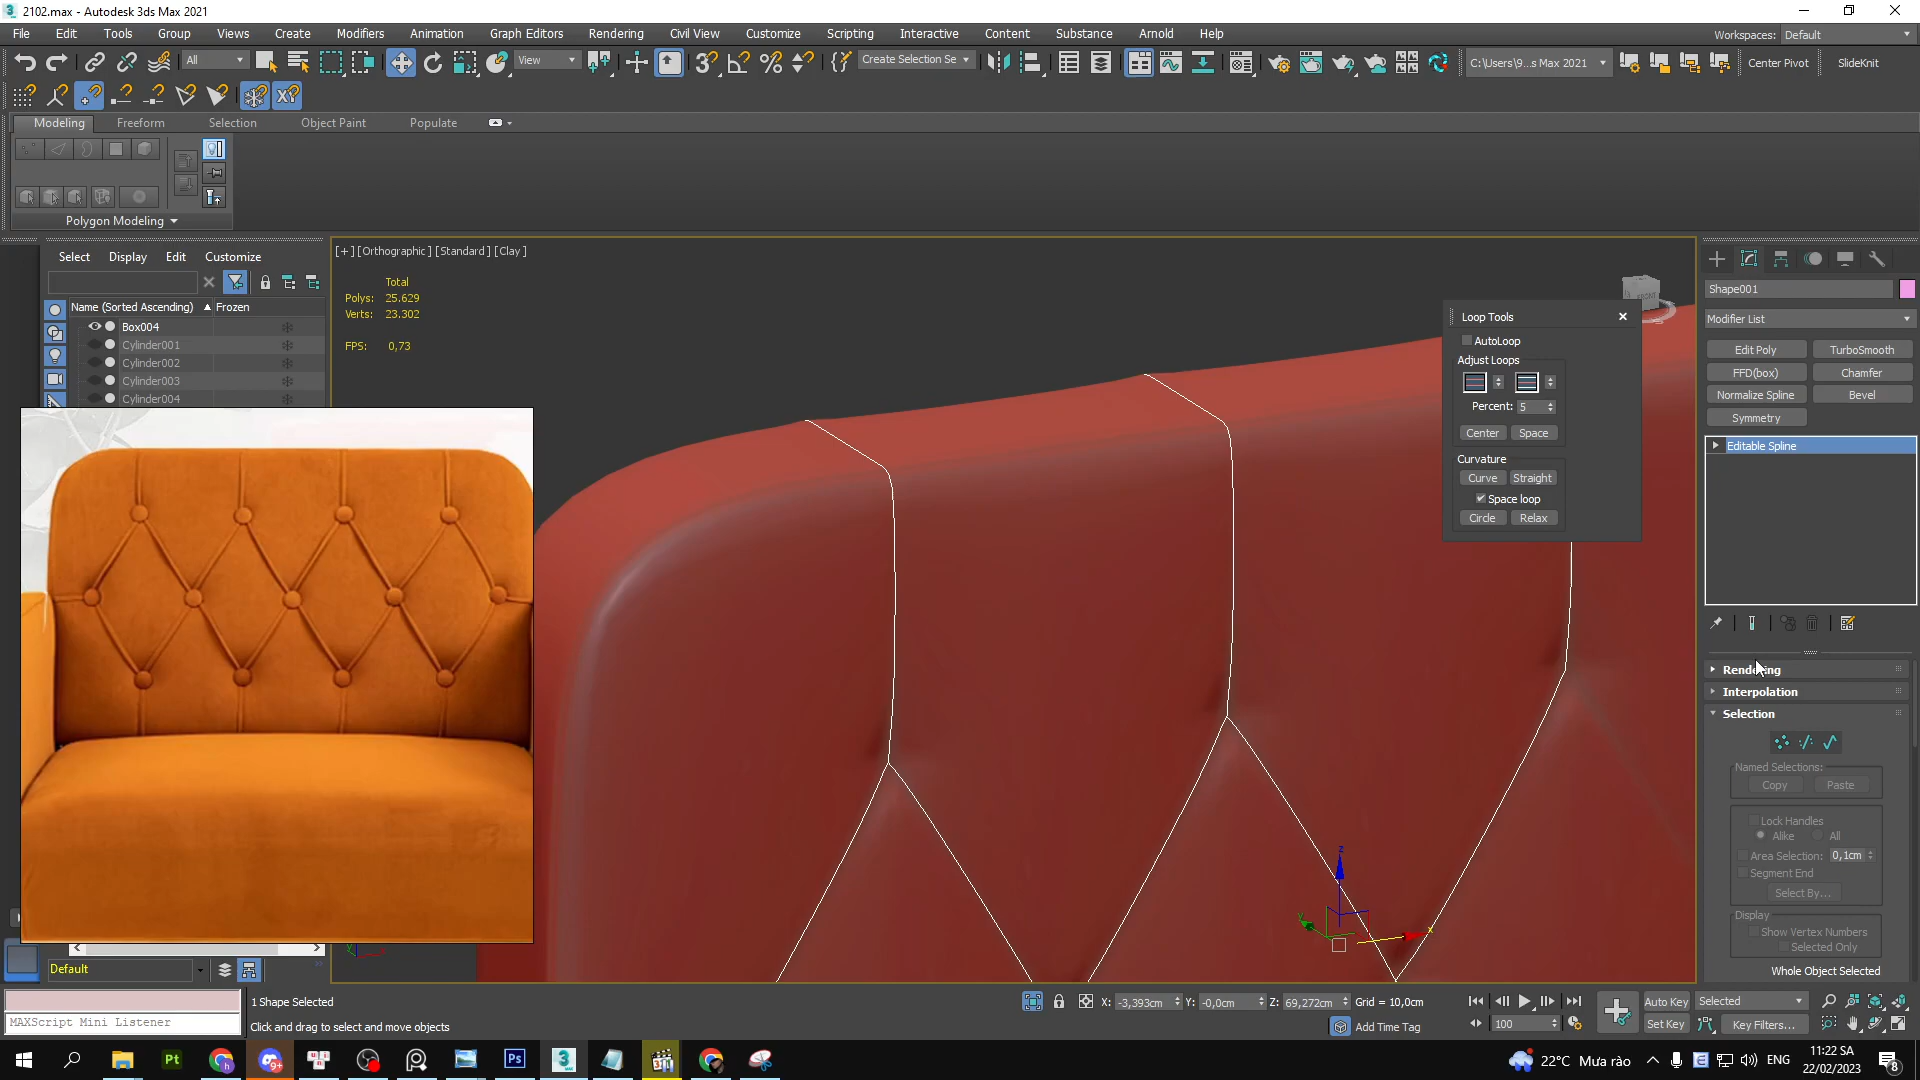 2102.max - Autodesk 3ds Max 2021
File Edit Tools Group Views Create Modifiers Animation Graph Editors Rendering Civil View Customize Scripting Interactive Content Substance Arnold Help
Workspaces: Default
All
View
Create Selection Se
C:\Users\9...s Max 2021
Center Pivot
SlideKnit
Modeling Freeform Selection Object Paint Populate
Polygon Modeling
Select Display Edit Customize
Name (Sorted Ascending) Frozen
Box004
Cylinder001
Cylinder002
Cylinder003
Cylinder004
Default
[+] [Orthographic] [Standard] [Clay]
Total
Polys: 25.629
Verts: 23.302
FPS: 0,73
FRONT
Loop Tools
AutoLoop
Adjust Loops
Percent: 5
Center Space
Curvature
Curve Straight
Space loop
Circle Relax
z
x
y
Shape001
Modifier List
Edit Poly TurboSmooth
FFD(box) Chamfer
Normalize Spline Bevel
Symmetry
Editable Spline
Rendering
Interpolation
Selection
Named Selections:
Copy Paste
Lock Handles
Alike All
Area Selection: 0,1cm
Segment End
Select By...
Display
Show Vertex Numbers
Selected Only
Whole Object Selected
1 Shape Selected
MAXScript Mini Listener
Click and drag to select and move objects
X: -3,393cm Y: -0,0cm Z: 69,272cm Grid = 10,0cm
Add Time Tag
100
Auto Key Selected
Set Key Key Filters...
Pt
Ps
3
MAX
9+
22°C Mưa rào
ENG
11:22 SA
22/02/2023
8